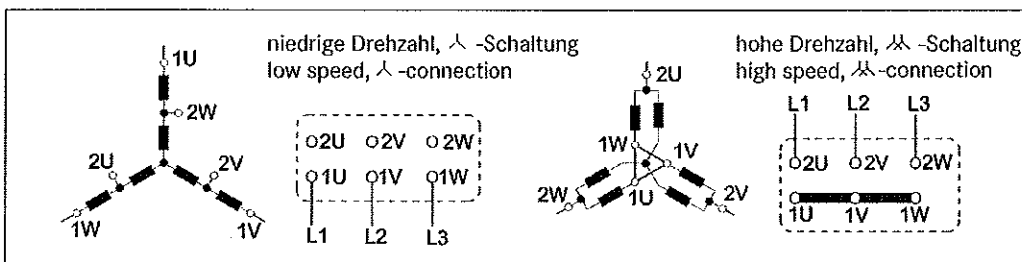 niedrige Drehzahl, ⅄ -Schaltung
low speed, ⅄ -connection
1U
2W
2U
2V
1W
1V
2U 2V 2W
1U 1V 1W
L1 L2 L3
hohe Drehzahl, ⅄⅄ -Schaltung
high speed, ⅄⅄ -connection
2U
1W
1V
2W
1U
2V
L1 L2 L3
2U 2V 2W
1U 1V 1W